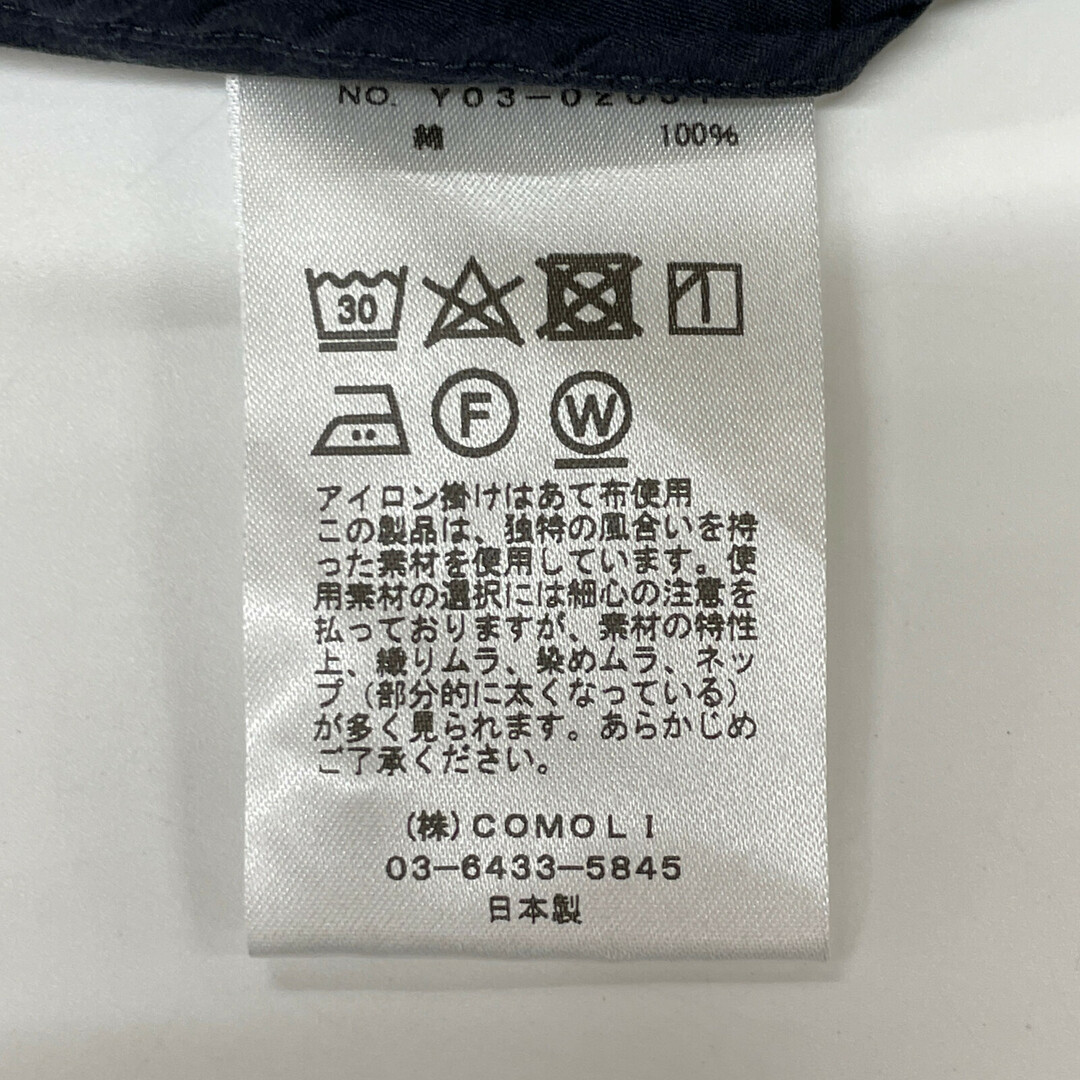 NO. Y03-02
綿 100%
30
F W
アイロン掛けはあて布使用
この製品は、独特の風合いを持
った素材を使用しています。使
用素材の選択には細心の注意を
払っておりますが、素材の特性
上、織りムラ、染めムラ、ネッ
プ(部分的に太くなっている)
が多く見られます。あらかじめ
ご了承ください。
(株)COMOLI
03-6433-5845
日本製